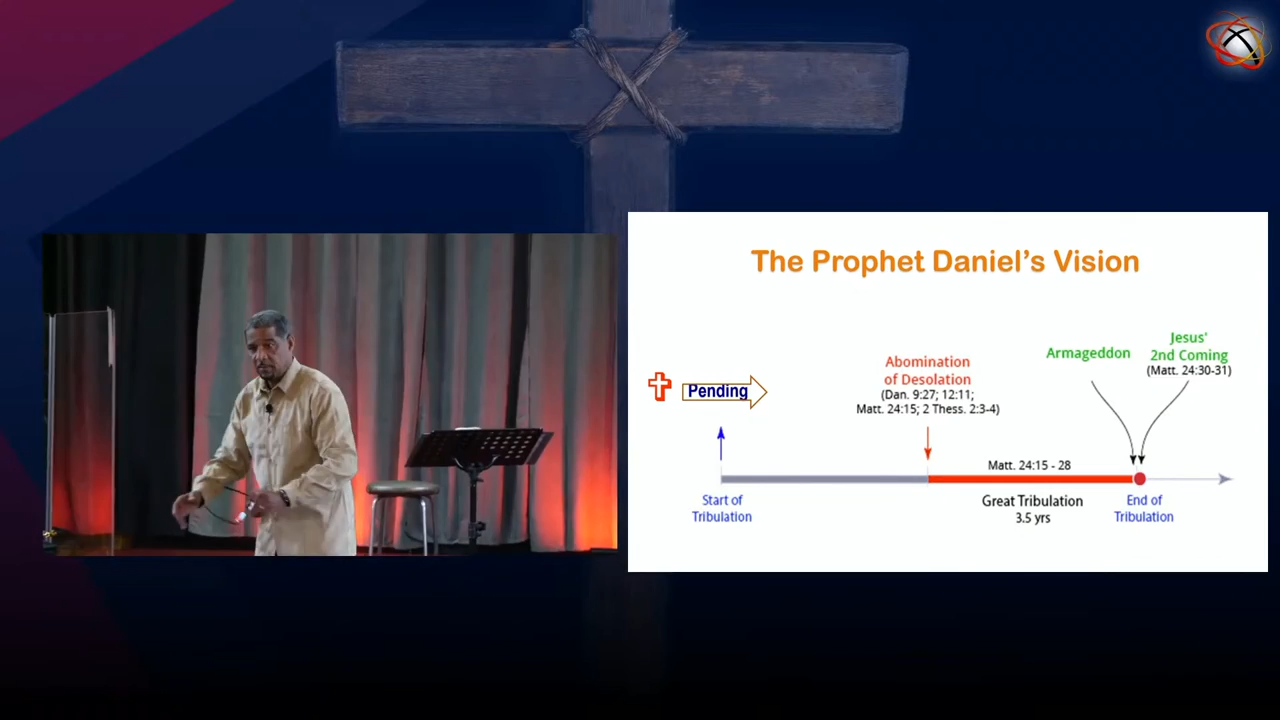 The Prophet Daniel's Vision
Pending
Abomination
of Desolation
(Dan. 9:27; 12:11;
Matt. 24:15; 2 Thess. 2:3-4)
Armageddon
Jesus'
2nd Coming
(Matt. 24:30-31)
Matt. 24:15 - 28
Start of
Tribulation
Great Tribulation
3.5 yrs
End of
Tribulation